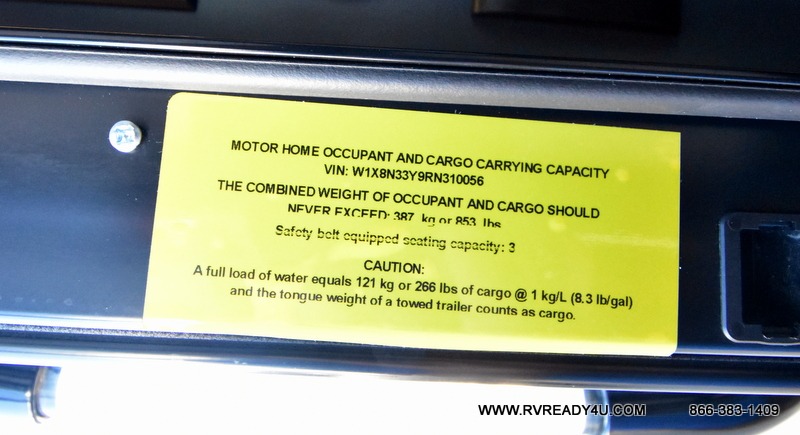 MOTOR HOME OCCUPANT AND CARGO CARRYING CAPACITY
VIN: W1X8N33Y9RN310056
THE COMBINED WEIGHT OF OCCUPANT AND CARGO SHOULD
NEVER EXCEED: 387 kg or 853 lbs
Safety belt equipped seating capacity: 3
CAUTION:
A full load of water equals 121 kg or 266 lbs of cargo @ 1 kg/L (8.3 lb/gal)
and the tongue weight of a towed trailer counts as cargo.
WWW.RVREADY4U.COM 866-383-1409